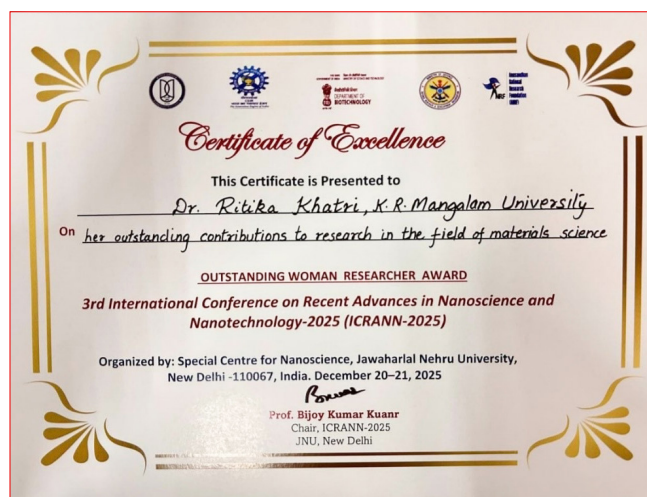 DEPARTMENT OF
BIOTECHNOLOGY
Certificate of Excellence
This Certificate is Presented to
Dr. Ritika Khatri, K.R. Mangalam University
On her outstanding contributions to research in the field of materials science
OUTSTANDING WOMAN RESEARCHER AWARD
3rd International Conference on Recent Advances in Nanoscience and
Nanotechnology-2025 (ICRANN-2025)
Organized by: Special Centre for Nanoscience, Jawaharlal Nehru University,
New Delhi -110067, India. December 20–21, 2025
Prof. Bijoy Kumar Kuanr
Chair, ICRANN-2025
JNU, New Delhi